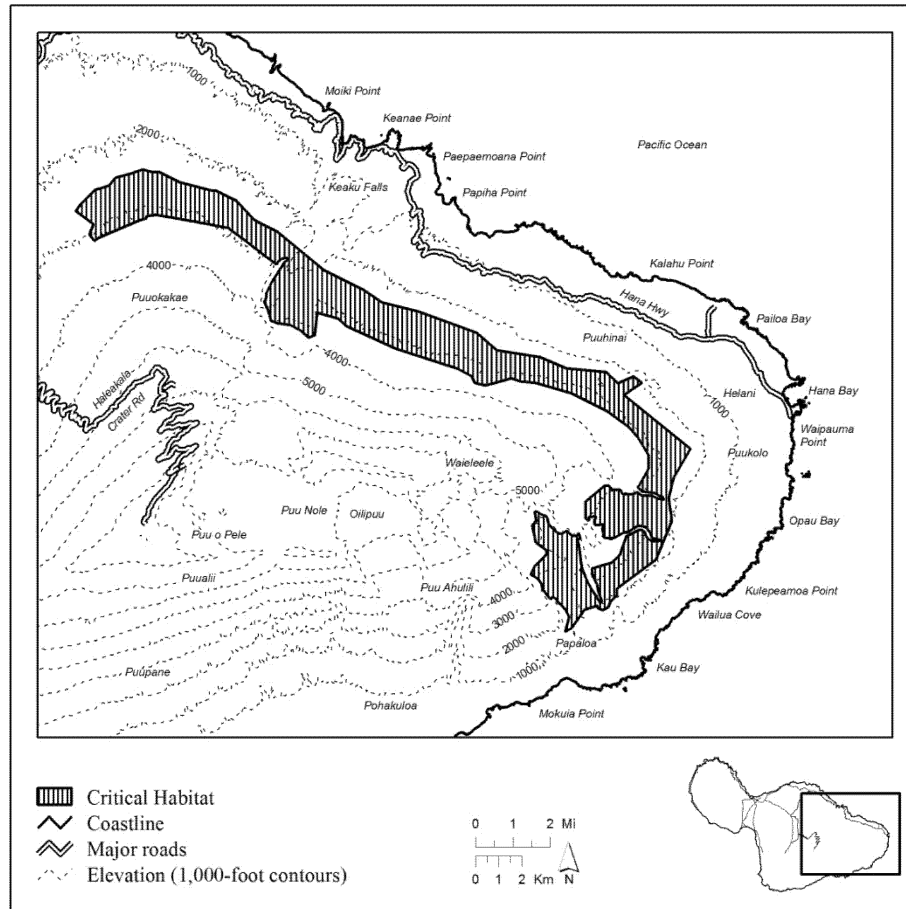 1000
Moiki Point
Keanae Point
2000
Paepaemoana Point
Pacific Ocean
Keaku Falls
Papiha Point
4000
Kalahu Point
Puuokakae
Hana Hwy
Pailoa Bay
Puuhinai
4000
Haleakala
Crater Rd
5000
1000
Helani
Hana Bay
Waipauma
Point
Puukolo
Waieleele
5000
Puu Nole
Oilipuu
Opau Bay
Puu o Pele
Puualii
Puu Ahulili
4000
Kulepeamoa Point
3000
Wailua Cove
2000
Papaloa
Puupane
1000
Kau Bay
Pohakuloa
Mokuia Point
Critical Habitat
Coastline
Major roads
Elevation (1,000-foot contours)
0 1 2 Mi
0 1 2 Km
N